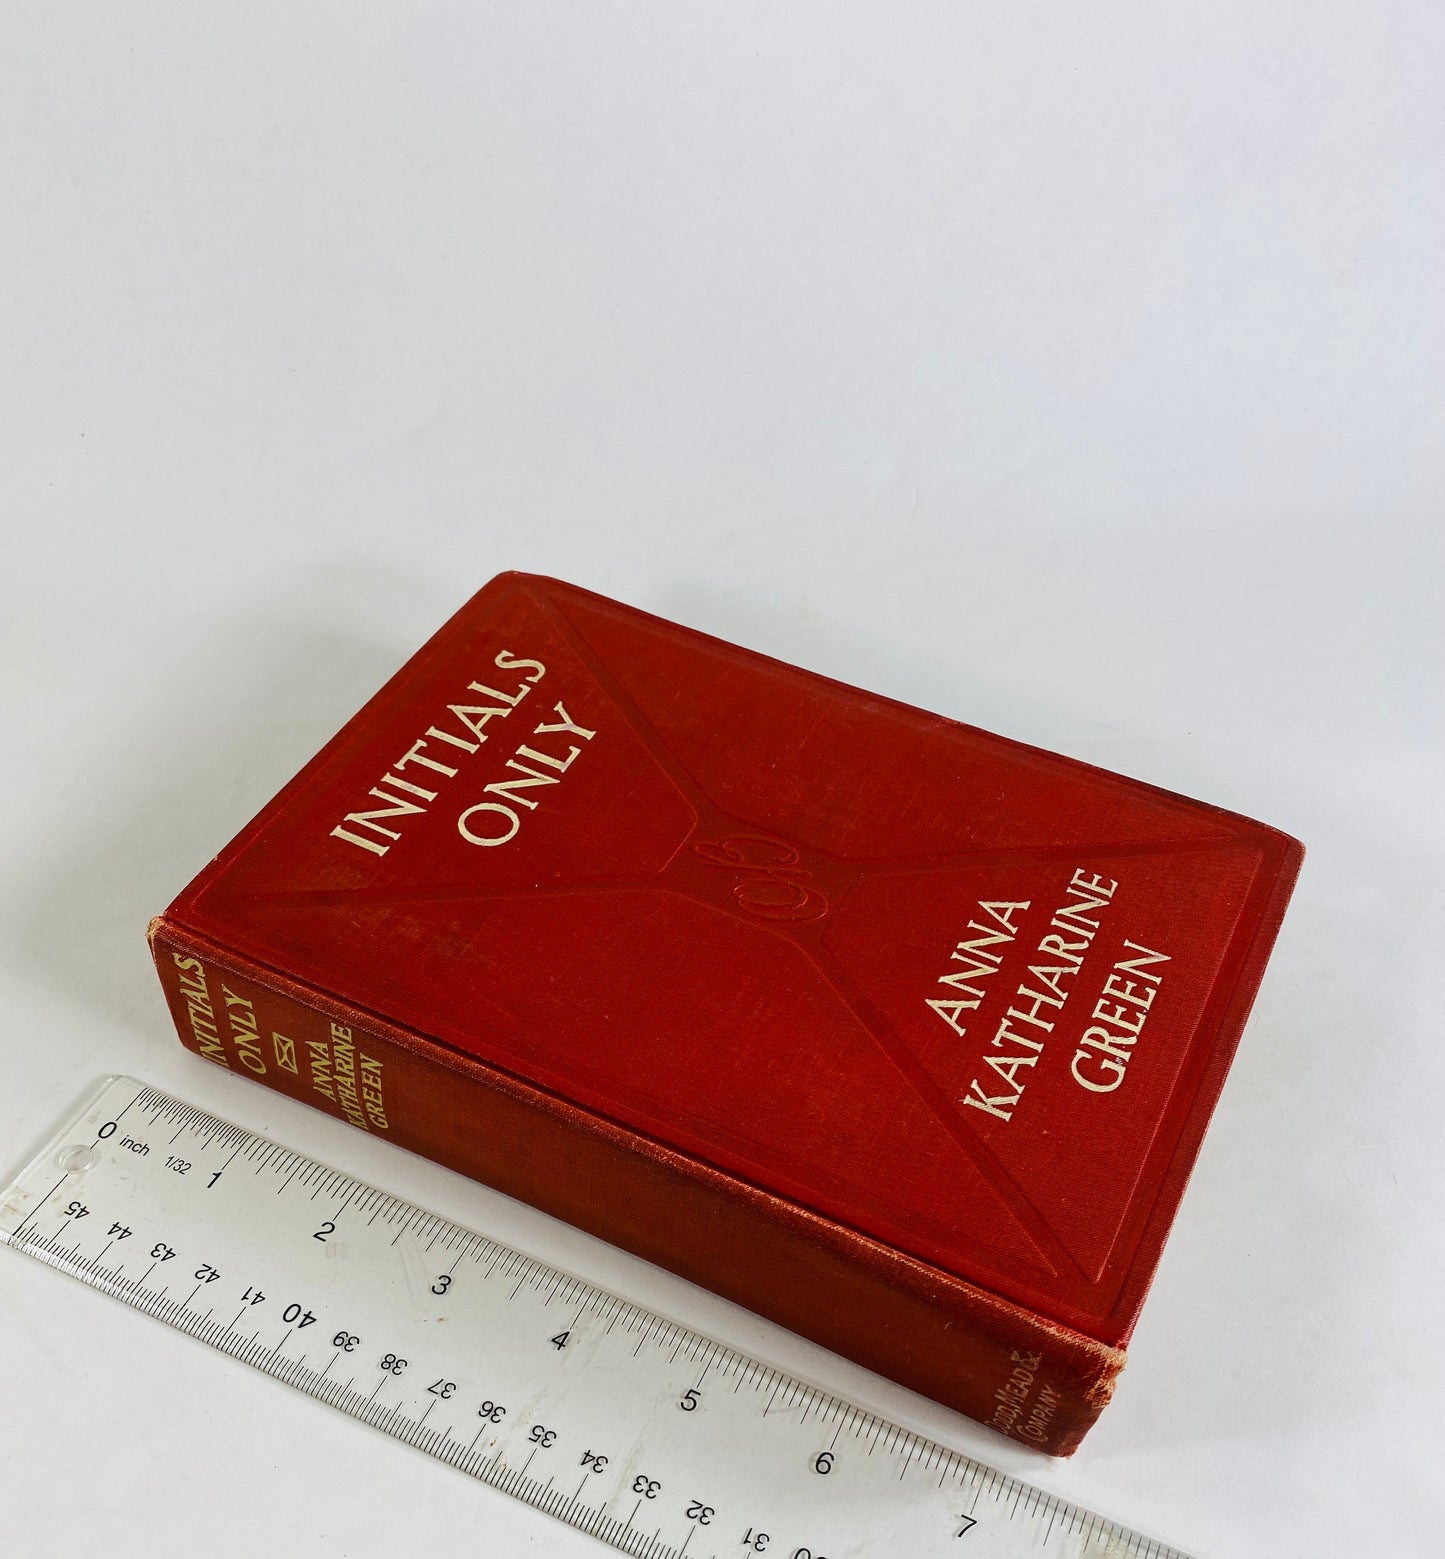 INITIALS
ONLY
ANNA
KATHARINE
GREEN
INITIALS
ONLY
ANNA
KATHARINE
GREEN
DODD, MEAD &
COMPANY
0 inch 1/32 1 2 3 4 5 6 7
45 44 43 42 41 40 39 38 37 36 35 34 33 32 31